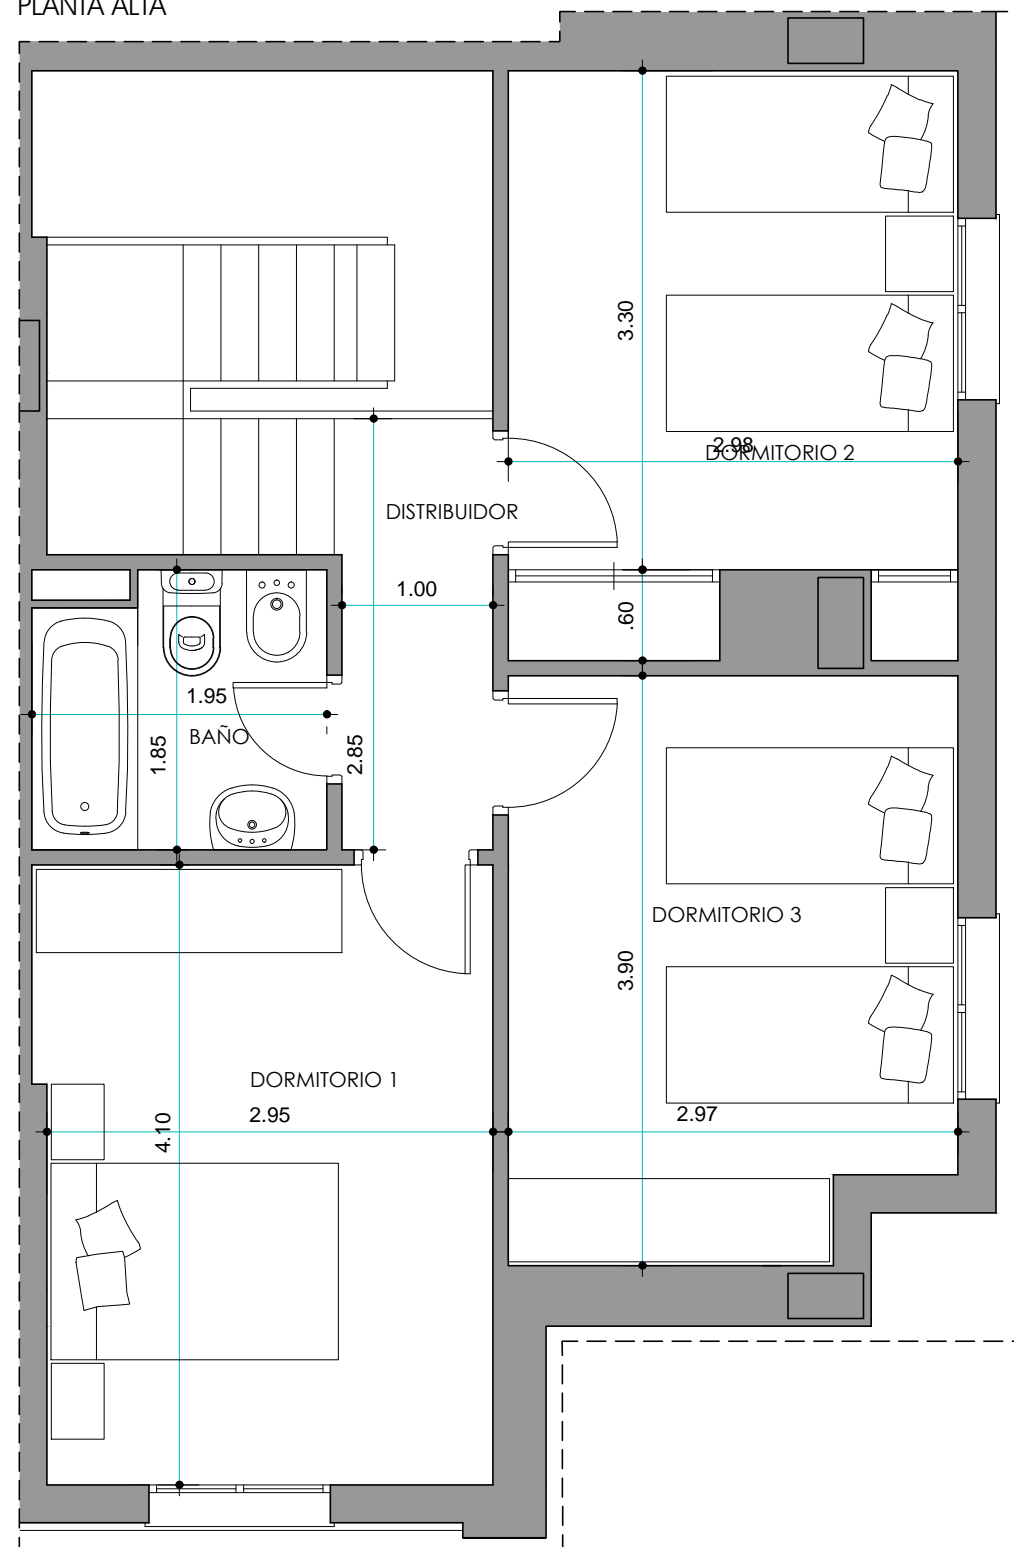 PLANTA ALTA
3.30
2.98
DORMITORIO 2
DISTRIBUIDOR
1.00
.60
1.95
BAÑO
1.85
2.85
DORMITORIO 3
3.90
DORMITORIO 1
2.95
4.10
2.97